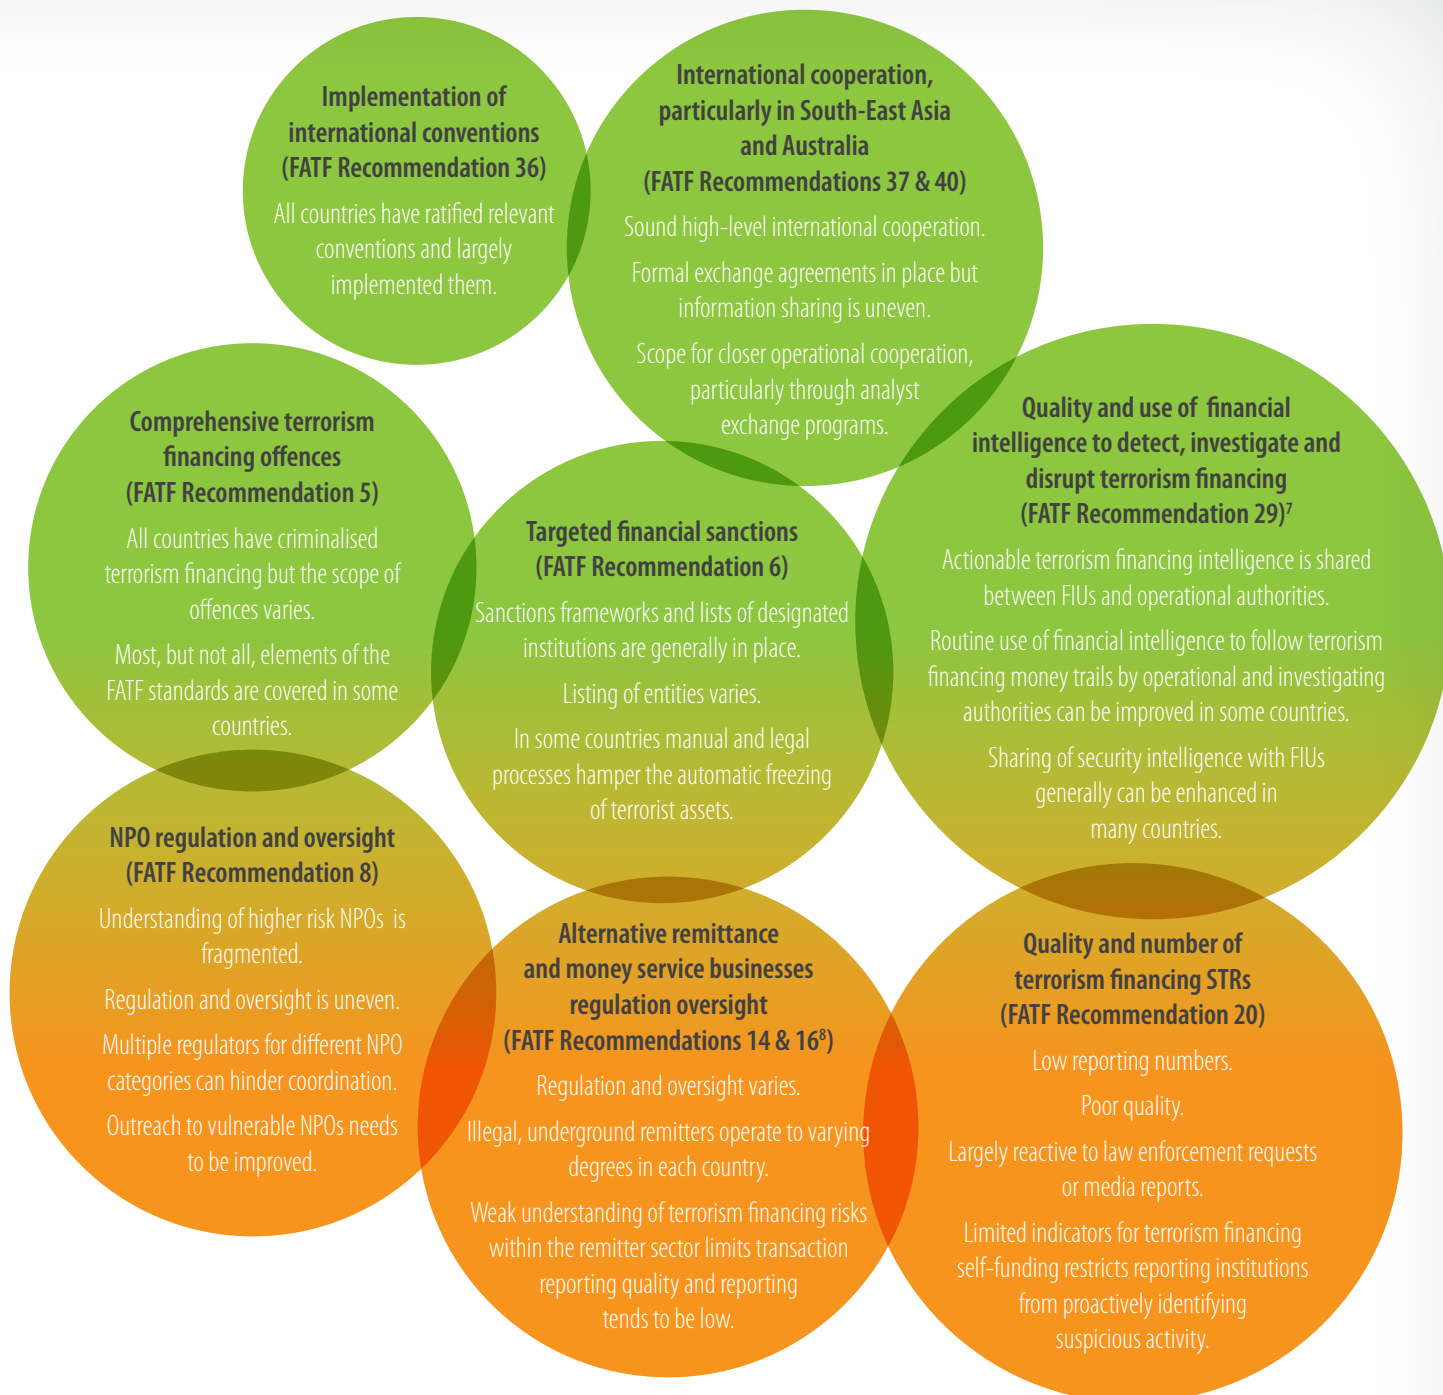 Implementation of
international conventions
(FATF Recommendation 36)
All countries have ratified relevant
conventions and largely
implemented them.
International cooperation,
particularly in South-East Asia
and Australia
(FATF Recommendations 37 & 40)
Sound high-level international cooperation.
Formal exchange agreements in place but
information sharing is uneven.
Scope for closer operational cooperation,
particularly through analyst
exchange programs.
Comprehensive terrorism
financing offences
(FATF Recommendation 5)
All countries have criminalised
terrorism financing but the scope of
offences varies.
Most, but not all, elements of the
FATF standards are covered in some
countries.
Targeted financial sanctions
(FATF Recommendation 6)
Sanctions frameworks and lists of designated
institutions are generally in place.
Listing of entities varies.
In some countries manual and legal
processes hamper the automatic freezing
of terrorist assets.
Quality and use of financial
intelligence to detect, investigate and
disrupt terrorism financing
(FATF Recommendation 29)⁷
Actionable terrorism financing intelligence is shared
between FIUs and operational authorities.
Routine use of financial intelligence to follow terrorism
financing money trails by operational and investigating
authorities can be improved in some countries.
Sharing of security intelligence with FIUs
generally can be enhanced in
many countries.
NPO regulation and oversight
(FATF Recommendation 8)
Understanding of higher risk NPOs is
fragmented.
Regulation and oversight is uneven.
Multiple regulators for different NPO
categories can hinder coordination.
Outreach to vulnerable NPOs needs
to be improved.
Alternative remittance
and money service businesses
regulation oversight
(FATF Recommendations 14 & 16⁸)
Regulation and oversight varies.
Illegal, underground remitters operate to varying
degrees in each country.
Weak understanding of terrorism financing risks
within the remitter sector limits transaction
reporting quality and reporting
tends to be low.
Quality and number of
terrorism financing STRs
(FATF Recommendation 20)
Low reporting numbers.
Poor quality.
Largely reactive to law enforcement requests
or media reports.
Limited indicators for terrorism financing
self-funding restricts reporting institutions
from proactively identifying
suspicious activity.